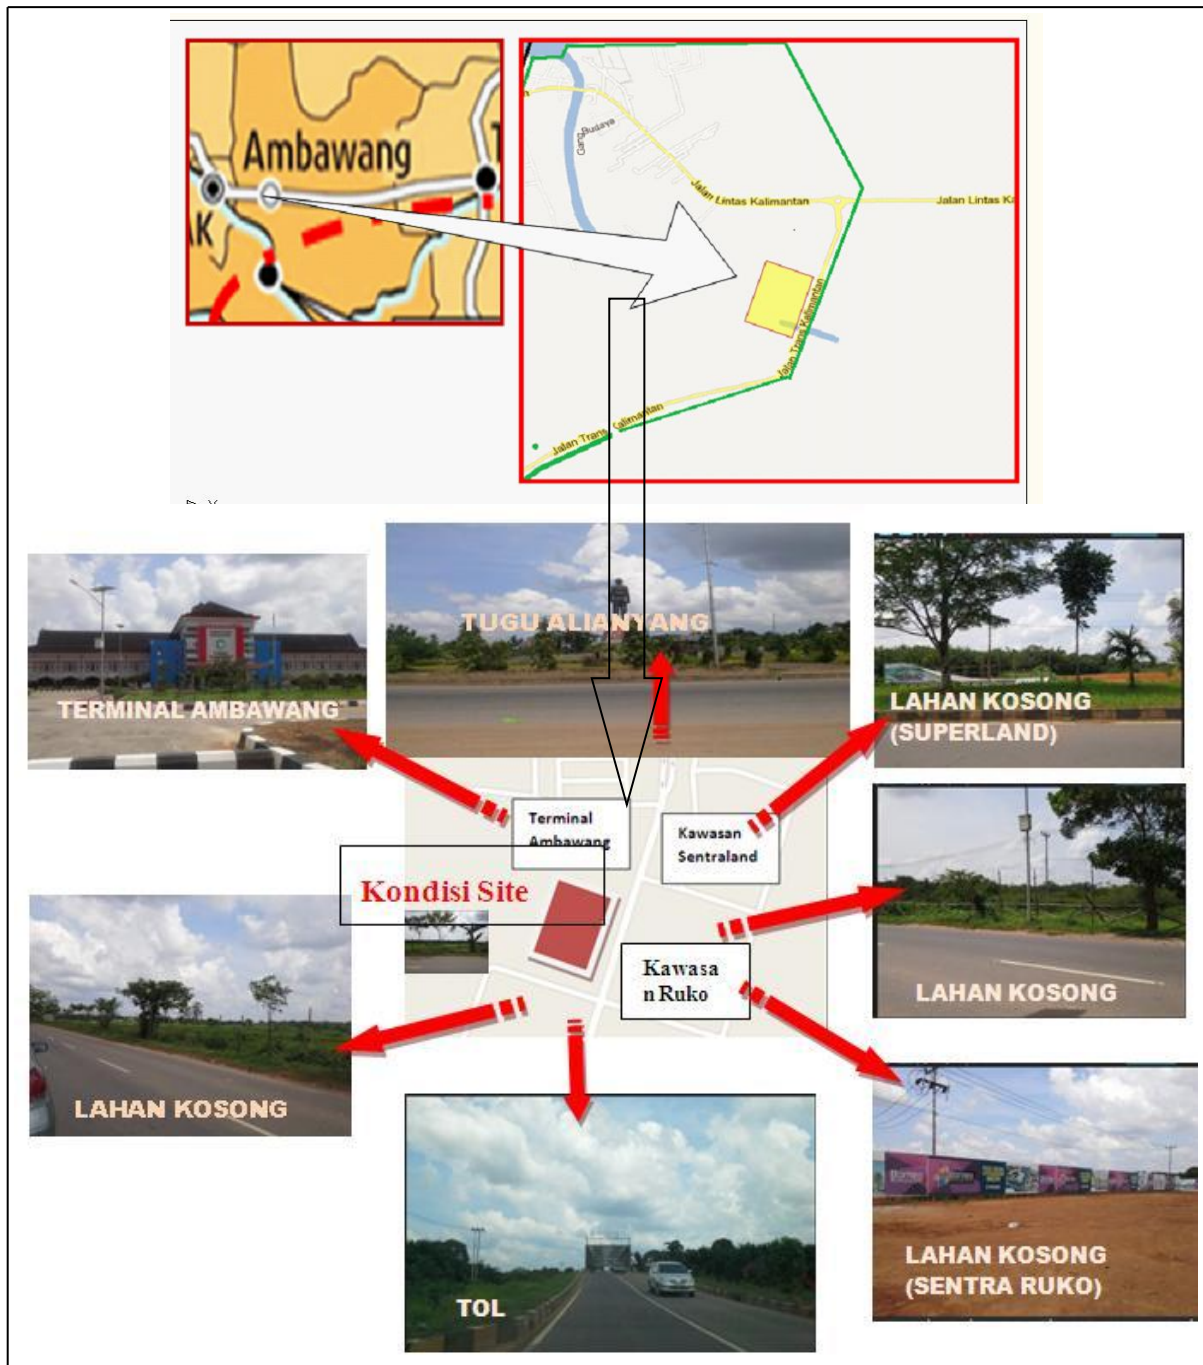 Ambawang
T
AK
Gang Budaya
Jalan Lintas Kalimantan
Jalan Lintas Ka
Jalan Trans Kalimantan
Jalan Trans Kalimantan
TERMINAL AMBAWANG
TUGU ALIANYANG
LAHAN KOSONG
(SUPERLAND)
Terminal
Ambawang
Kawasan
Sentraland
Kondisi Site
LAHAN KOSONG
Kawasa
n Ruko
LAHAN KOSONG
TOL
LAHAN KOSONG
(SENTRA RUKO)